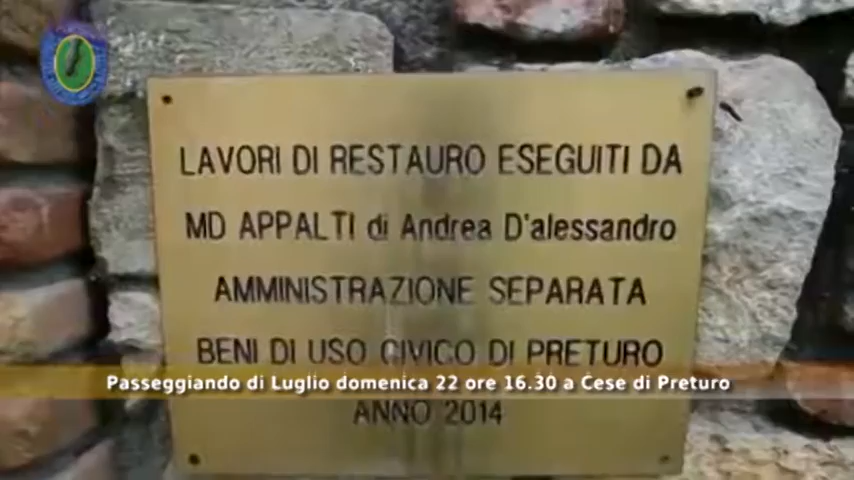 LAVORI DI RESTAURO ESEGUITI DA
MD APPALTI di Andrea D'alessandro
AMMINISTRAZIONE SEPARATA
BENI DI USO CIVICO DI PRETURO
Passeggiando di Luglio domenica 22 ore 16.30 a Cese di Preturo
ANNO 2014